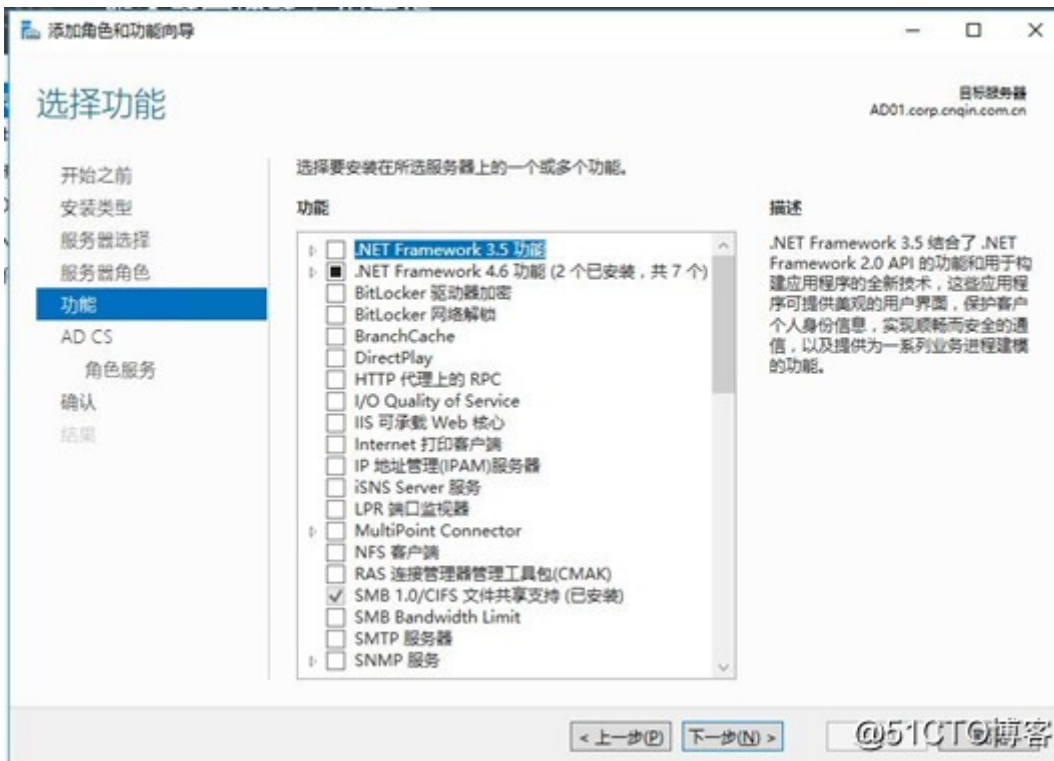 添加角色和功能向导
选择功能
目标服务器
AD01.corp.cnqin.com.cn
开始之前
安装类型
服务器选择
服务器角色
功能
AD CS
角色服务
确认
结果
选择要安装在所选服务器上的一个或多个功能。
功能
.NET Framework 3.5 功能
.NET Framework 4.6 功能 (2 个已安装，共 7 个)
BitLocker 驱动器加密
BitLocker 网络解锁
BranchCache
DirectPlay
HTTP 代理上的 RPC
I/O Quality of Service
IIS 可承载 Web 核心
Internet 打印客户端
IP 地址管理(IPAM)服务器
iSNS Server 服务
LPR 端口监视器
MultiPoint Connector
NFS 客户端
RAS 连接管理器管理工具包(CMAK)
SMB 1.0/CIFS 文件共享支持 (已安装)
SMB Bandwidth Limit
SMTP 服务器
SNMP 服务
描述
.NET Framework 3.5 结合了 .NET
Framework 2.0 API 的功能和用于构
建应用程序的全新技术，这些应用程
序可提供美观的用户界面，保护客户
个人身份信息，实现顺畅而安全的通
信，以及提供为一系列业务进程建模
的功能。
< 上一步(P)
下一步(N) >
@51CTO博客